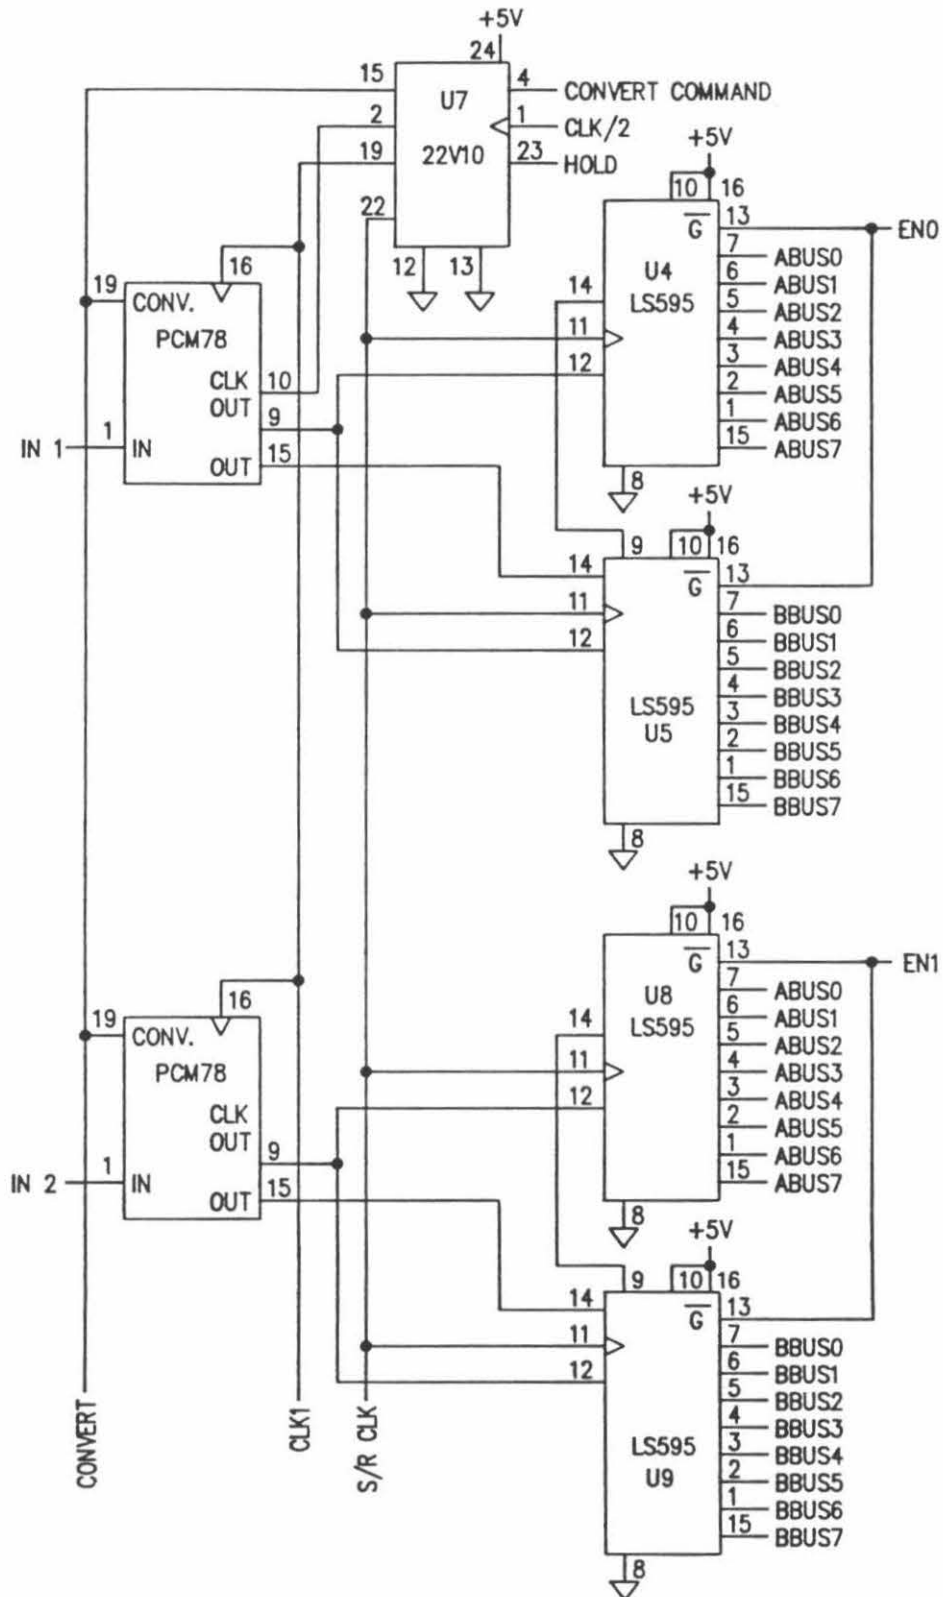 +5V
24
15 U7 4 CONVERT COMMAND
2 1 CLK/2
19 22V10 23 HOLD
22
12 13
+5V
10 16
G 13 EN0
U4 7 ABUS0
14 LS595 6 ABUS1
11 5 ABUS2
12 4 ABUS3
3 ABUS4
2 ABUS5
1 ABUS6
15 ABUS7
8
16
19 CONV.
PCM78
CLK 10
OUT 9
IN 1 1 IN
OUT 15
+5V
9 10 16
14 G 13
11 7 BBUS0
12 6 BBUS1
5 BBUS2
LS595 4 BBUS3
U5 3 BBUS4
2 BBUS5
1 BBUS6
15 BBUS7
8
+5V
10 16
G 13 EN1
U8 7 ABUS0
14 LS595 6 ABUS1
11 5 ABUS2
12 4 ABUS3
3 ABUS4
2 ABUS5
1 ABUS6
15 ABUS7
8
16
19 CONV.
PCM78
CLK
OUT 9
IN 2 1 IN
OUT 15
+5V
9 10 16
14 G 13
11 7 BBUS0
12 6 BBUS1
5 BBUS2
4 BBUS3
LS595 3 BBUS4
U9 2 BBUS5
1 BBUS6
15 BBUS7
8
CONVERT
CLK1
S/R CLK